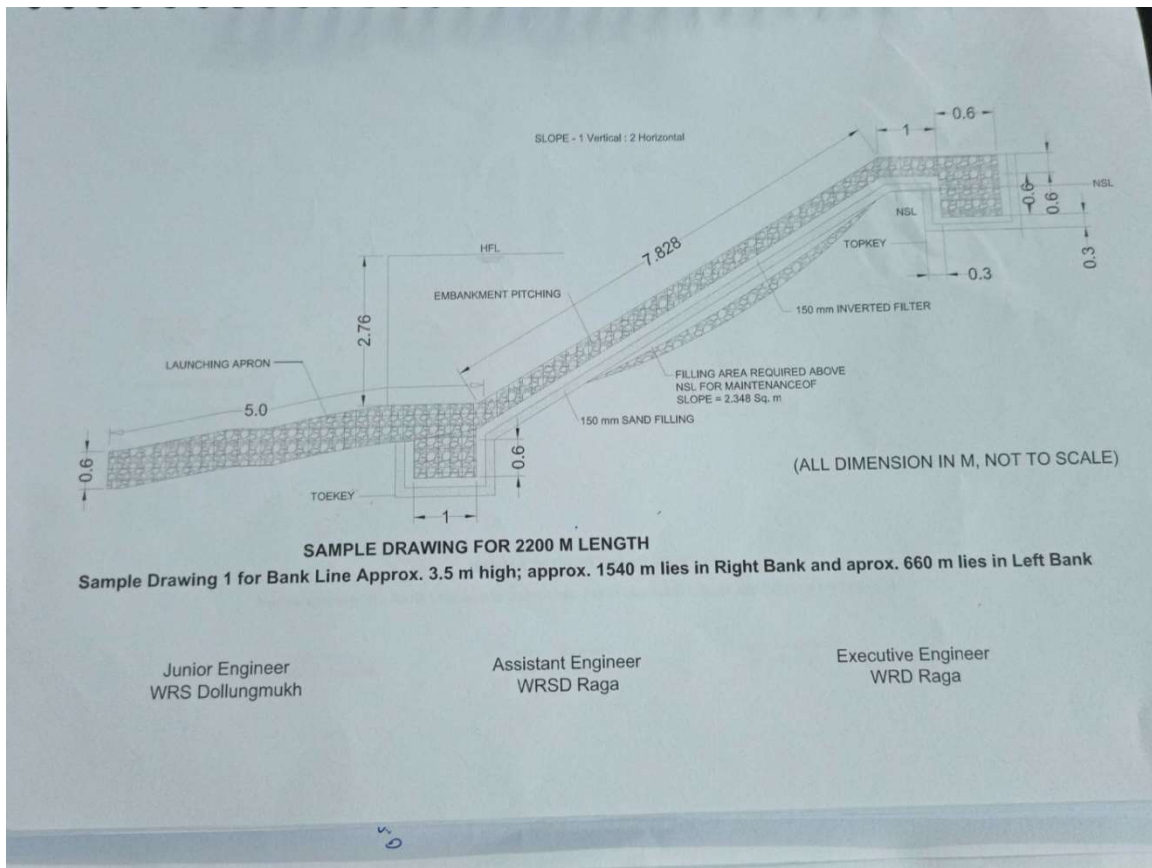 SLOPE - 1 Vertical : 2 Horizontal
1
0.6
NSL
0.6
0.6
NSL
HFL
7.828
TOPKEY
0.3
0.3
EMBANKMENT PITCHING
150 mm INVERTED FILTER
2.76
LAUNCHING APRON
FILLING AREA REQUIRED ABOVE
NSL FOR MAINTENANCEOF
SLOPE = 2.348 Sq. m
5.0
150 mm SAND FILLING
0.6
0.6
(ALL DIMENSION IN M, NOT TO SCALE)
TOEKEY
1
SAMPLE DRAWING FOR 2200 M LENGTH
Sample Drawing 1 for Bank Line Approx. 3.5 m high; approx. 1540 m lies in Right Bank and aprox. 660 m lies in Left Bank
Junior Engineer
WRS Dollungmukh
Assistant Engineer
WRSD Raga
Executive Engineer
WRD Raga